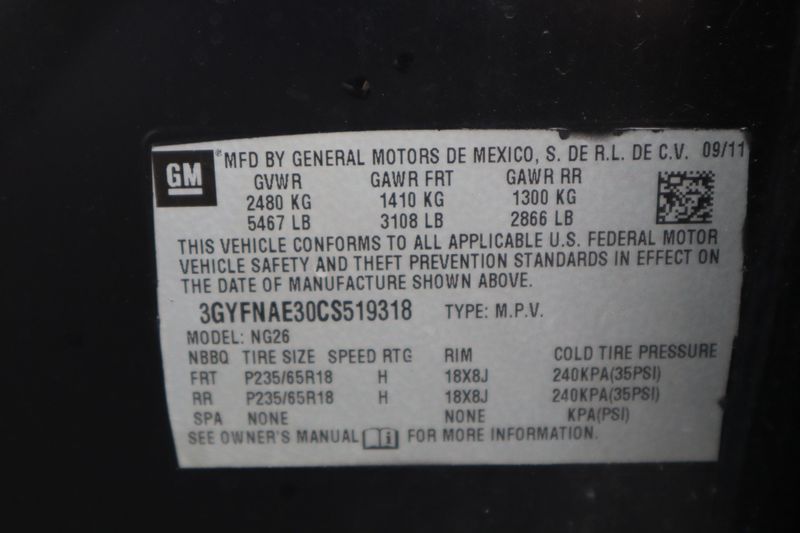 GM ® MFD BY GENERAL MOTORS DE MEXICO, S. DE R.L. DE C.V. 09/11
GVWR GAWR FRT GAWR RR
2480 KG 1410 KG 1300 KG
5467 LB 3108 LB 2866 LB
THIS VEHICLE CONFORMS TO ALL APPLICABLE U.S. FEDERAL MOTOR
VEHICLE SAFETY AND THEFT PREVENTION STANDARDS IN EFFECT ON
THE DATE OF MANUFACTURE SHOWN ABOVE.
3GYFNAE30CS519318 TYPE: M.P.V.
MODEL: NG26
NBBQ TIRE SIZE SPEED RTG RIM COLD TIRE PRESSURE
FRT P235/65R18 H 18X8J 240KPA(35PSI)
RR P235/65R18 H 18X8J 240KPA(35PSI)
SPA NONE NONE KPA(PSI)
SEE OWNER'S MANUAL i FOR MORE INFORMATION.